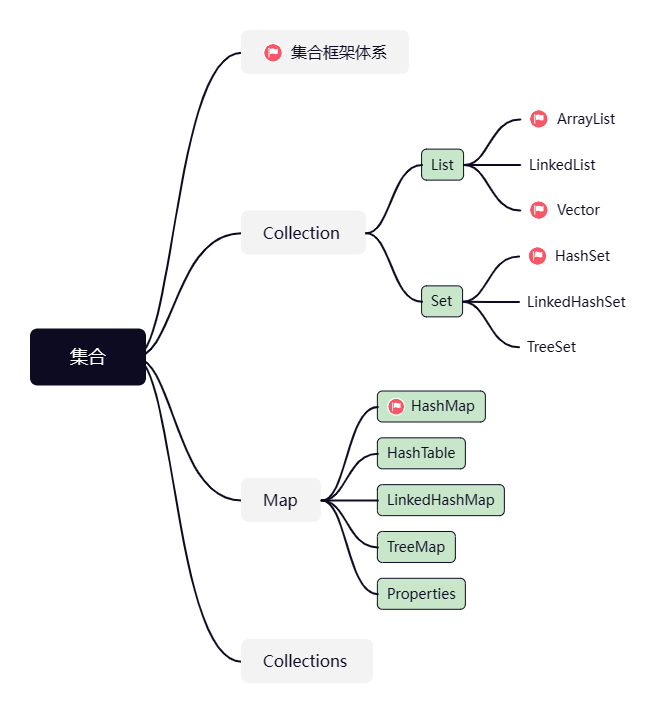 集合
集合框架体系
Collection
List
ArrayList
LinkedList
Vector
Set
HashSet
LinkedHashSet
TreeSet
Map
HashMap
HashTable
LinkedHashMap
TreeMap
Properties
Collections